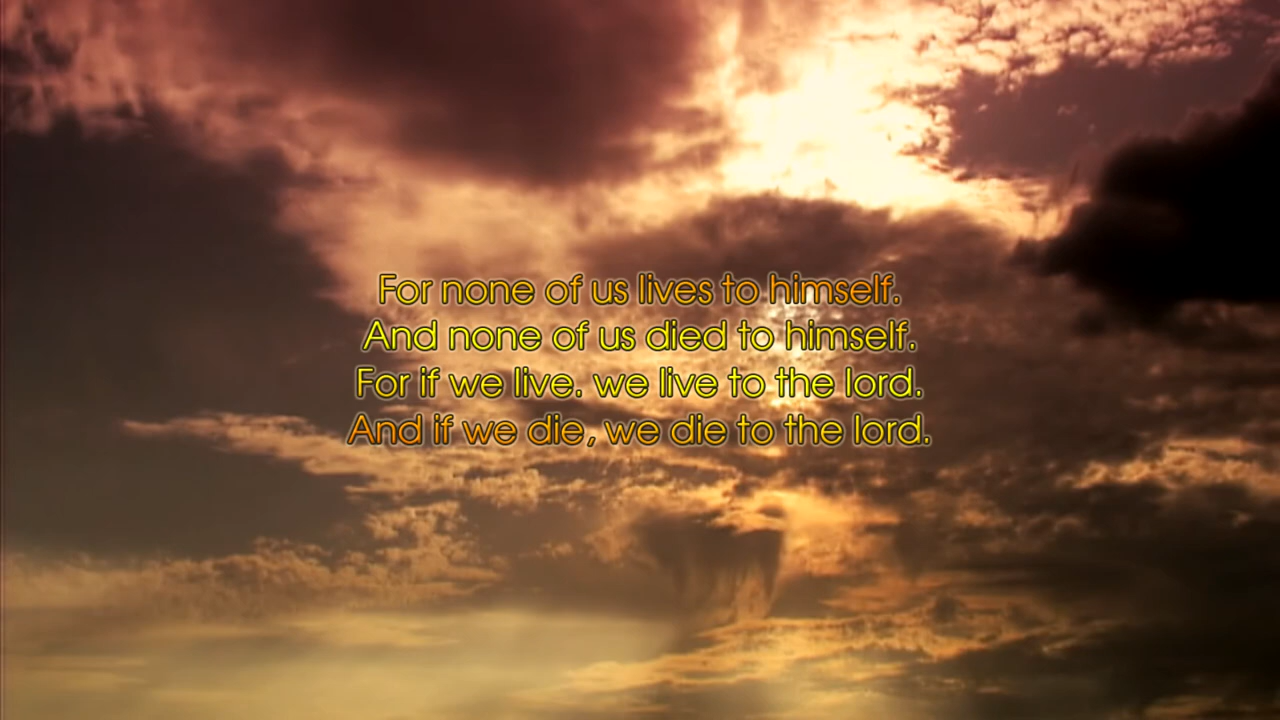 For none of us lives to himself.
And none of us died to himself.
For if we live. we live to the lord.
And if we die, we die to the lord.